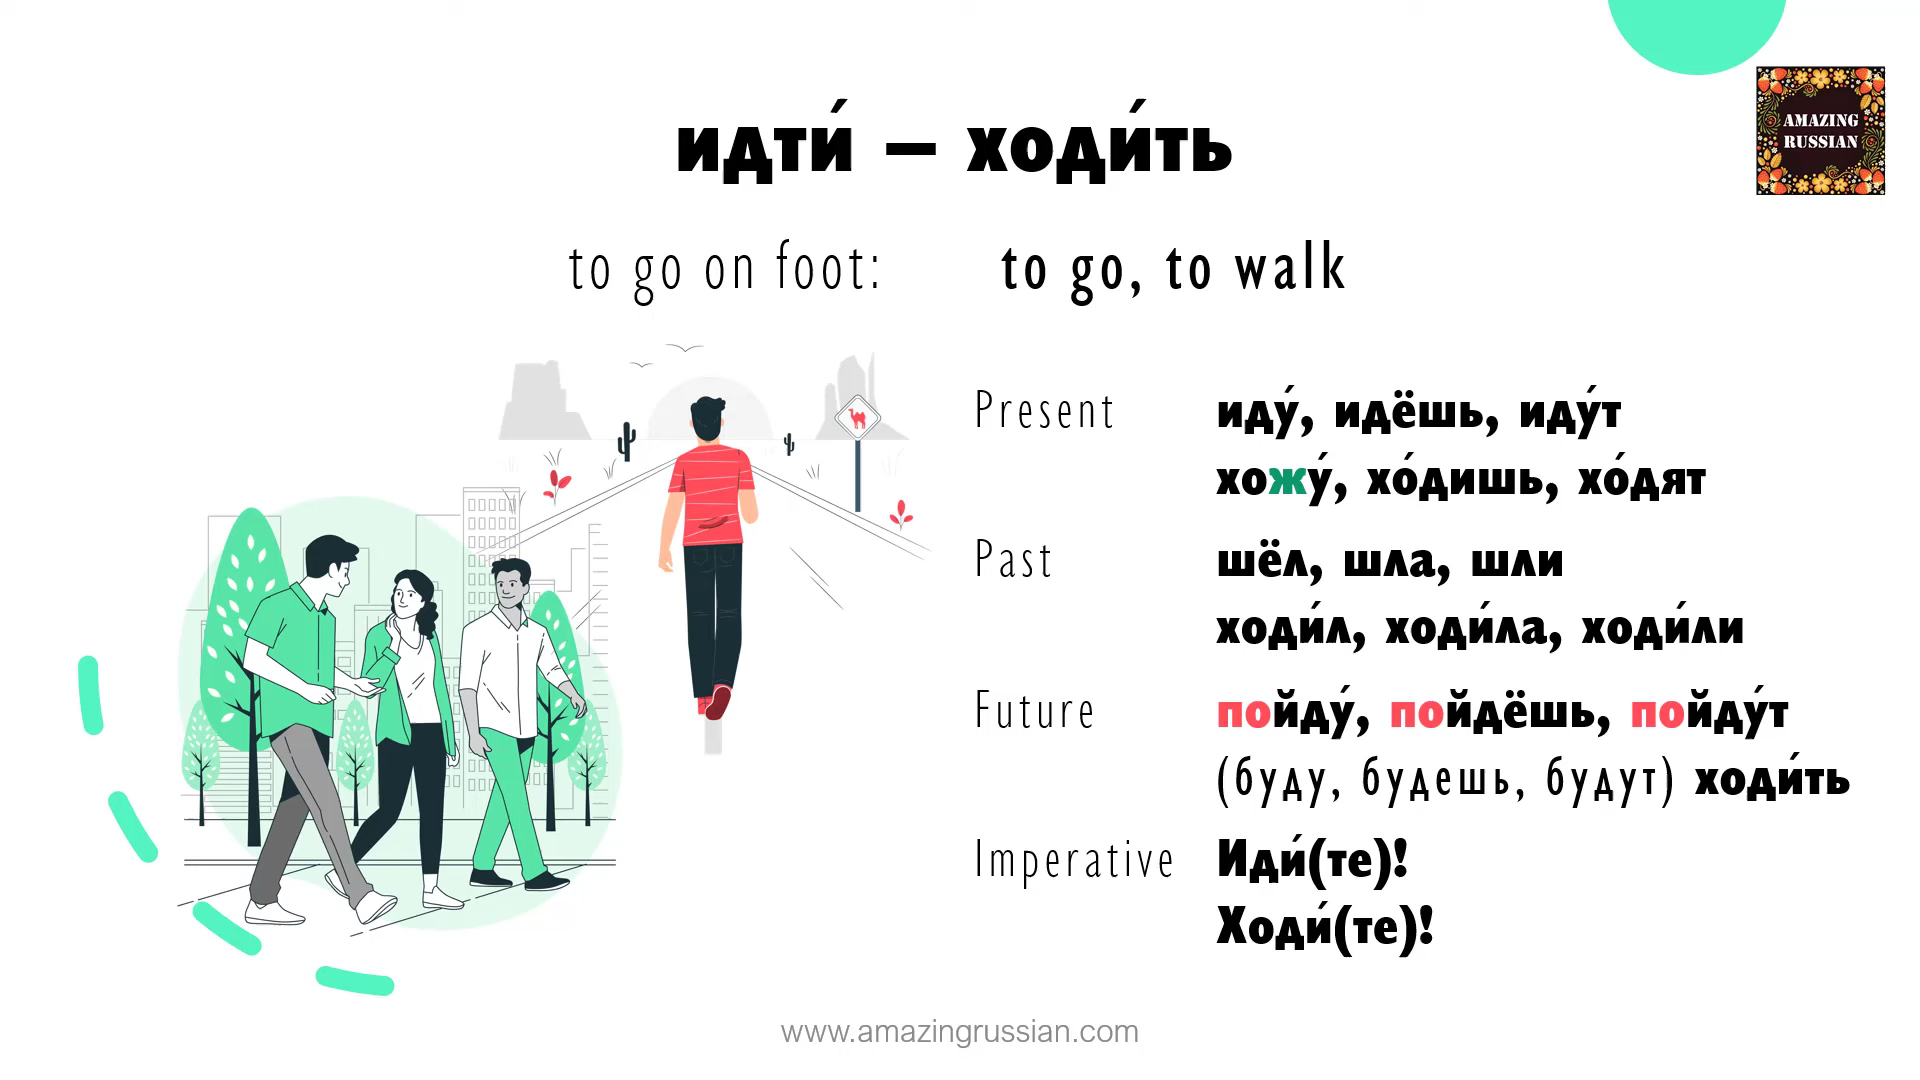 AMAZING
RUSSIAN
идти́ – ходи́ть
to go on foot: to go, to walk
Present иду́, идёшь, иду́т
хожу́, хо́дишь, хо́дят
Past шёл, шла, шли
ходи́л, ходи́ла, ходи́ли
Future пойду́, пойдёшь, пойду́т
(буду, будешь, будут) ходи́ть
Imperative Иди́(те)!
Ходи́(те)!
www.amazingrussian.com